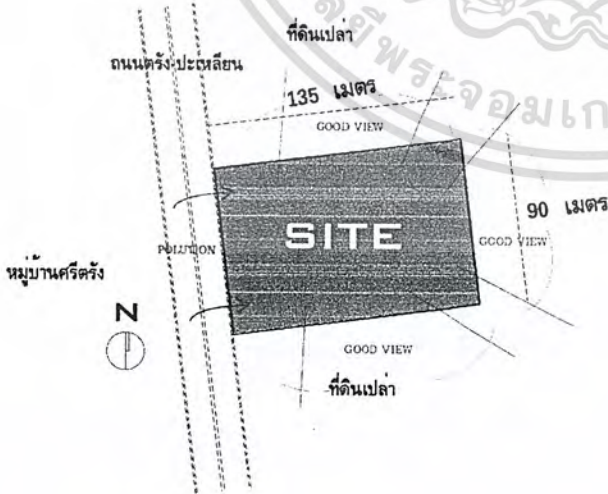 ที่ดินเปล่า
ถนนตรัง-ปะเหลียน
135 เมตร
GOOD VIEW
90 เมตร
SITE
POLUTION
GOOD VIEW
หมู่บ้านศรีตรัง
N
GOOD VIEW
ที่ดินเปล่า